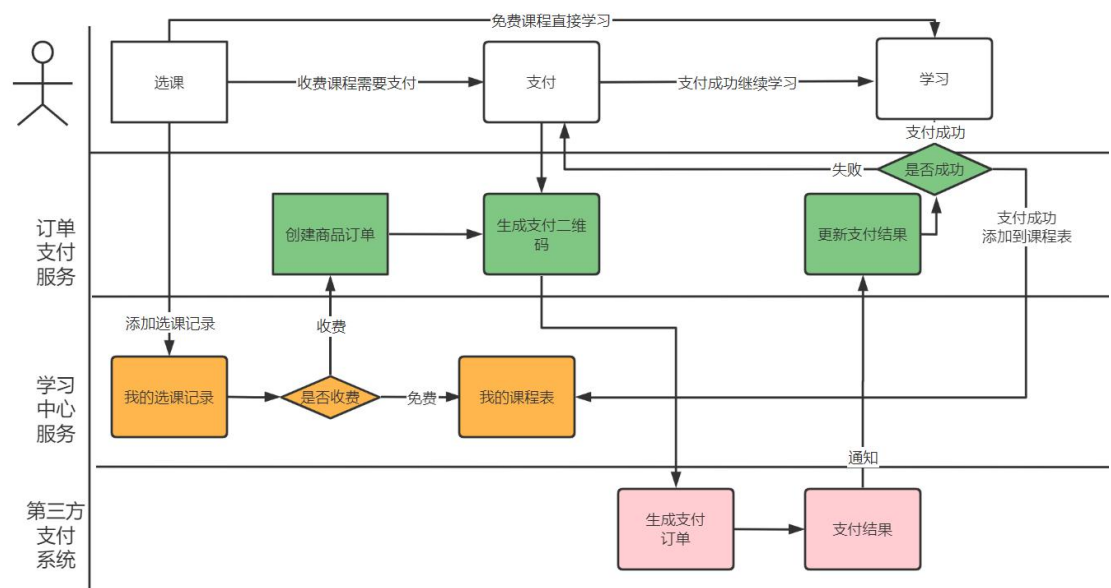 免费课程直接学习
选课
收费课程需要支付
支付
支付成功继续学习
学习
支付成功
失败
是否成功
订单
支付
服务
创建商品订单
生成支付二维
码
更新支付结果
支付成功
添加到课程表
添加选课记录
收费
学习
中心
服务
我的选课记录
是否收费
免费
我的课程表
通知
第三方
支付
系统
生成支付
订单
支付结果